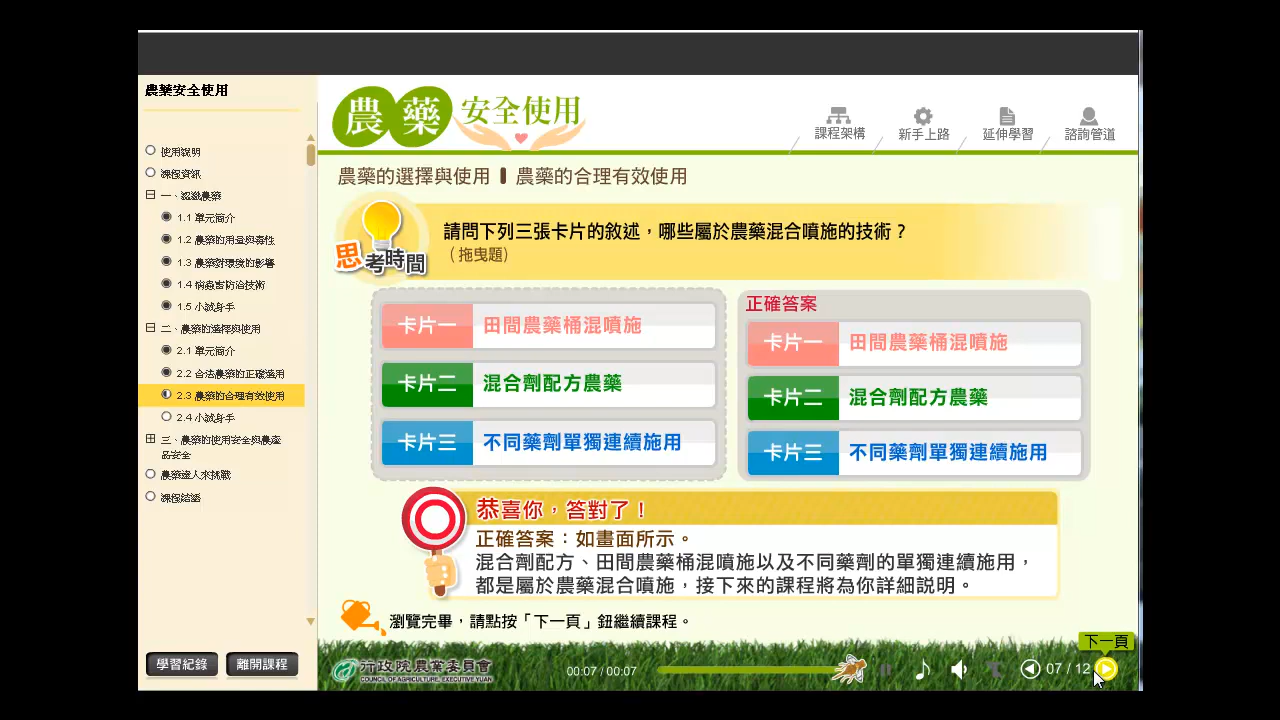 農藥安全使用
使用說明
課程資訊
一、認識農藥
1.1 單元簡介
1.2 農藥的用量與毒性
1.3 農藥對環境的影響
1.4 病蟲害防治技術
1.5 小試身手
二、農藥的選擇與使用
2.1 單元簡介
2.2 合法農藥的正確選用
2.3 農藥的合理有效使用
2.4 小試身手
三、農藥的使用安全與農產
品安全
農藥達人來挑戰
課程結語
學習紀錄
離開課程
農藥安全使用
課程架構
新手上路
延伸學習
諮詢管道
農藥的選擇與使用 農藥的合理有效使用
思考時間
請問下列三張卡片的敘述,哪些屬於農藥混合噴施的技術?
(拖曳題)
卡片一 田間農藥桶混噴施
卡片二 混合劑配方農藥
卡片三 不同藥劑單獨連續施用
正確答案
卡片一 田間農藥桶混噴施
卡片二 混合劑配方農藥
卡片三 不同藥劑單獨連續施用
恭喜你,答對了!
正確答案:如畫面所示。
混合劑配方、田間農藥桶混噴施以及不同藥劑的單獨連續施用,
都是屬於農藥混合噴施,接下來的課程將為你詳細說明。
瀏覽完畢,請點按「下一頁」鈕繼續課程。
下一頁
行政院農業委員會
COUNCIL OF AGRICULTURE, EXECUTIVE YUAN
00:07 / 00:07
07 / 12